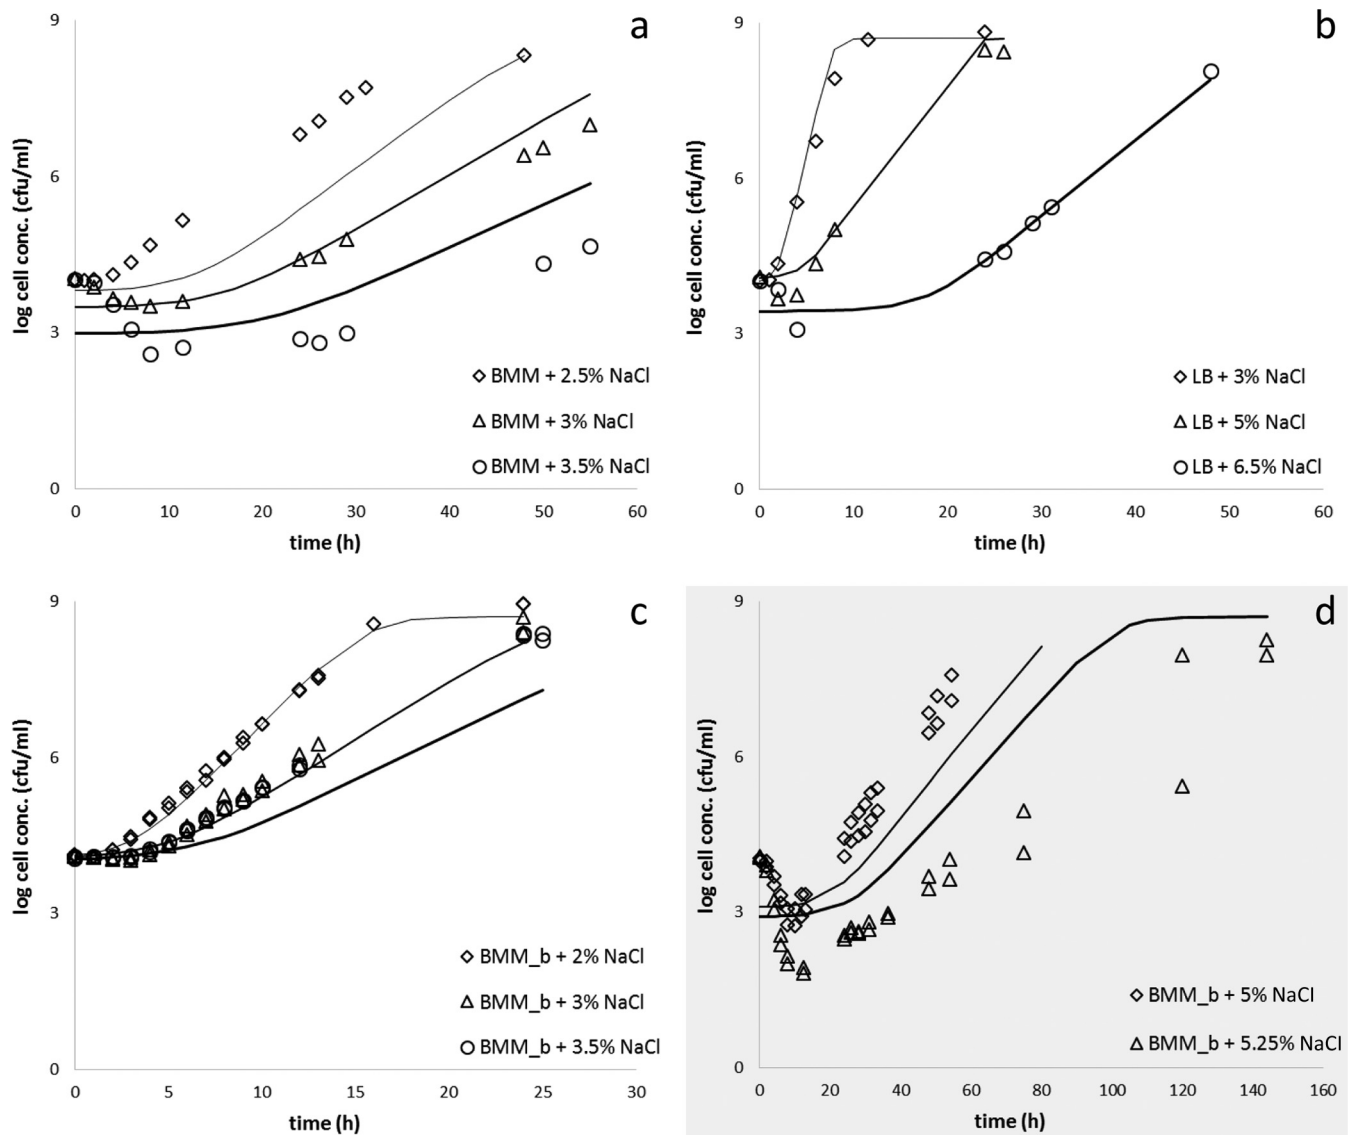 a
9
6
3
0
log cell conc. (cfu/ml)
BMM + 2.5% NaCl
BMM + 3% NaCl
BMM + 3.5% NaCl
0 10 20 30 40 50 60
time (h)
b
9
6
3
0
log cell conc. (cfu/ml)
LB + 3% NaCl
LB + 5% NaCl
LB + 6.5% NaCl
0 10 20 30 40 50 60
time (h)
c
9
6
3
0
log cell conc. (cfu/ml)
BMM_b + 2% NaCl
BMM_b + 3% NaCl
BMM_b + 3.5% NaCl
0 5 10 15 20 25 30
time (h)
d
9
6
3
0
log cell conc. (cfu/ml)
BMM_b + 5% NaCl
BMM_b + 5.25% NaCl
0 20 40 60 80 100 120 140 160
time (h)